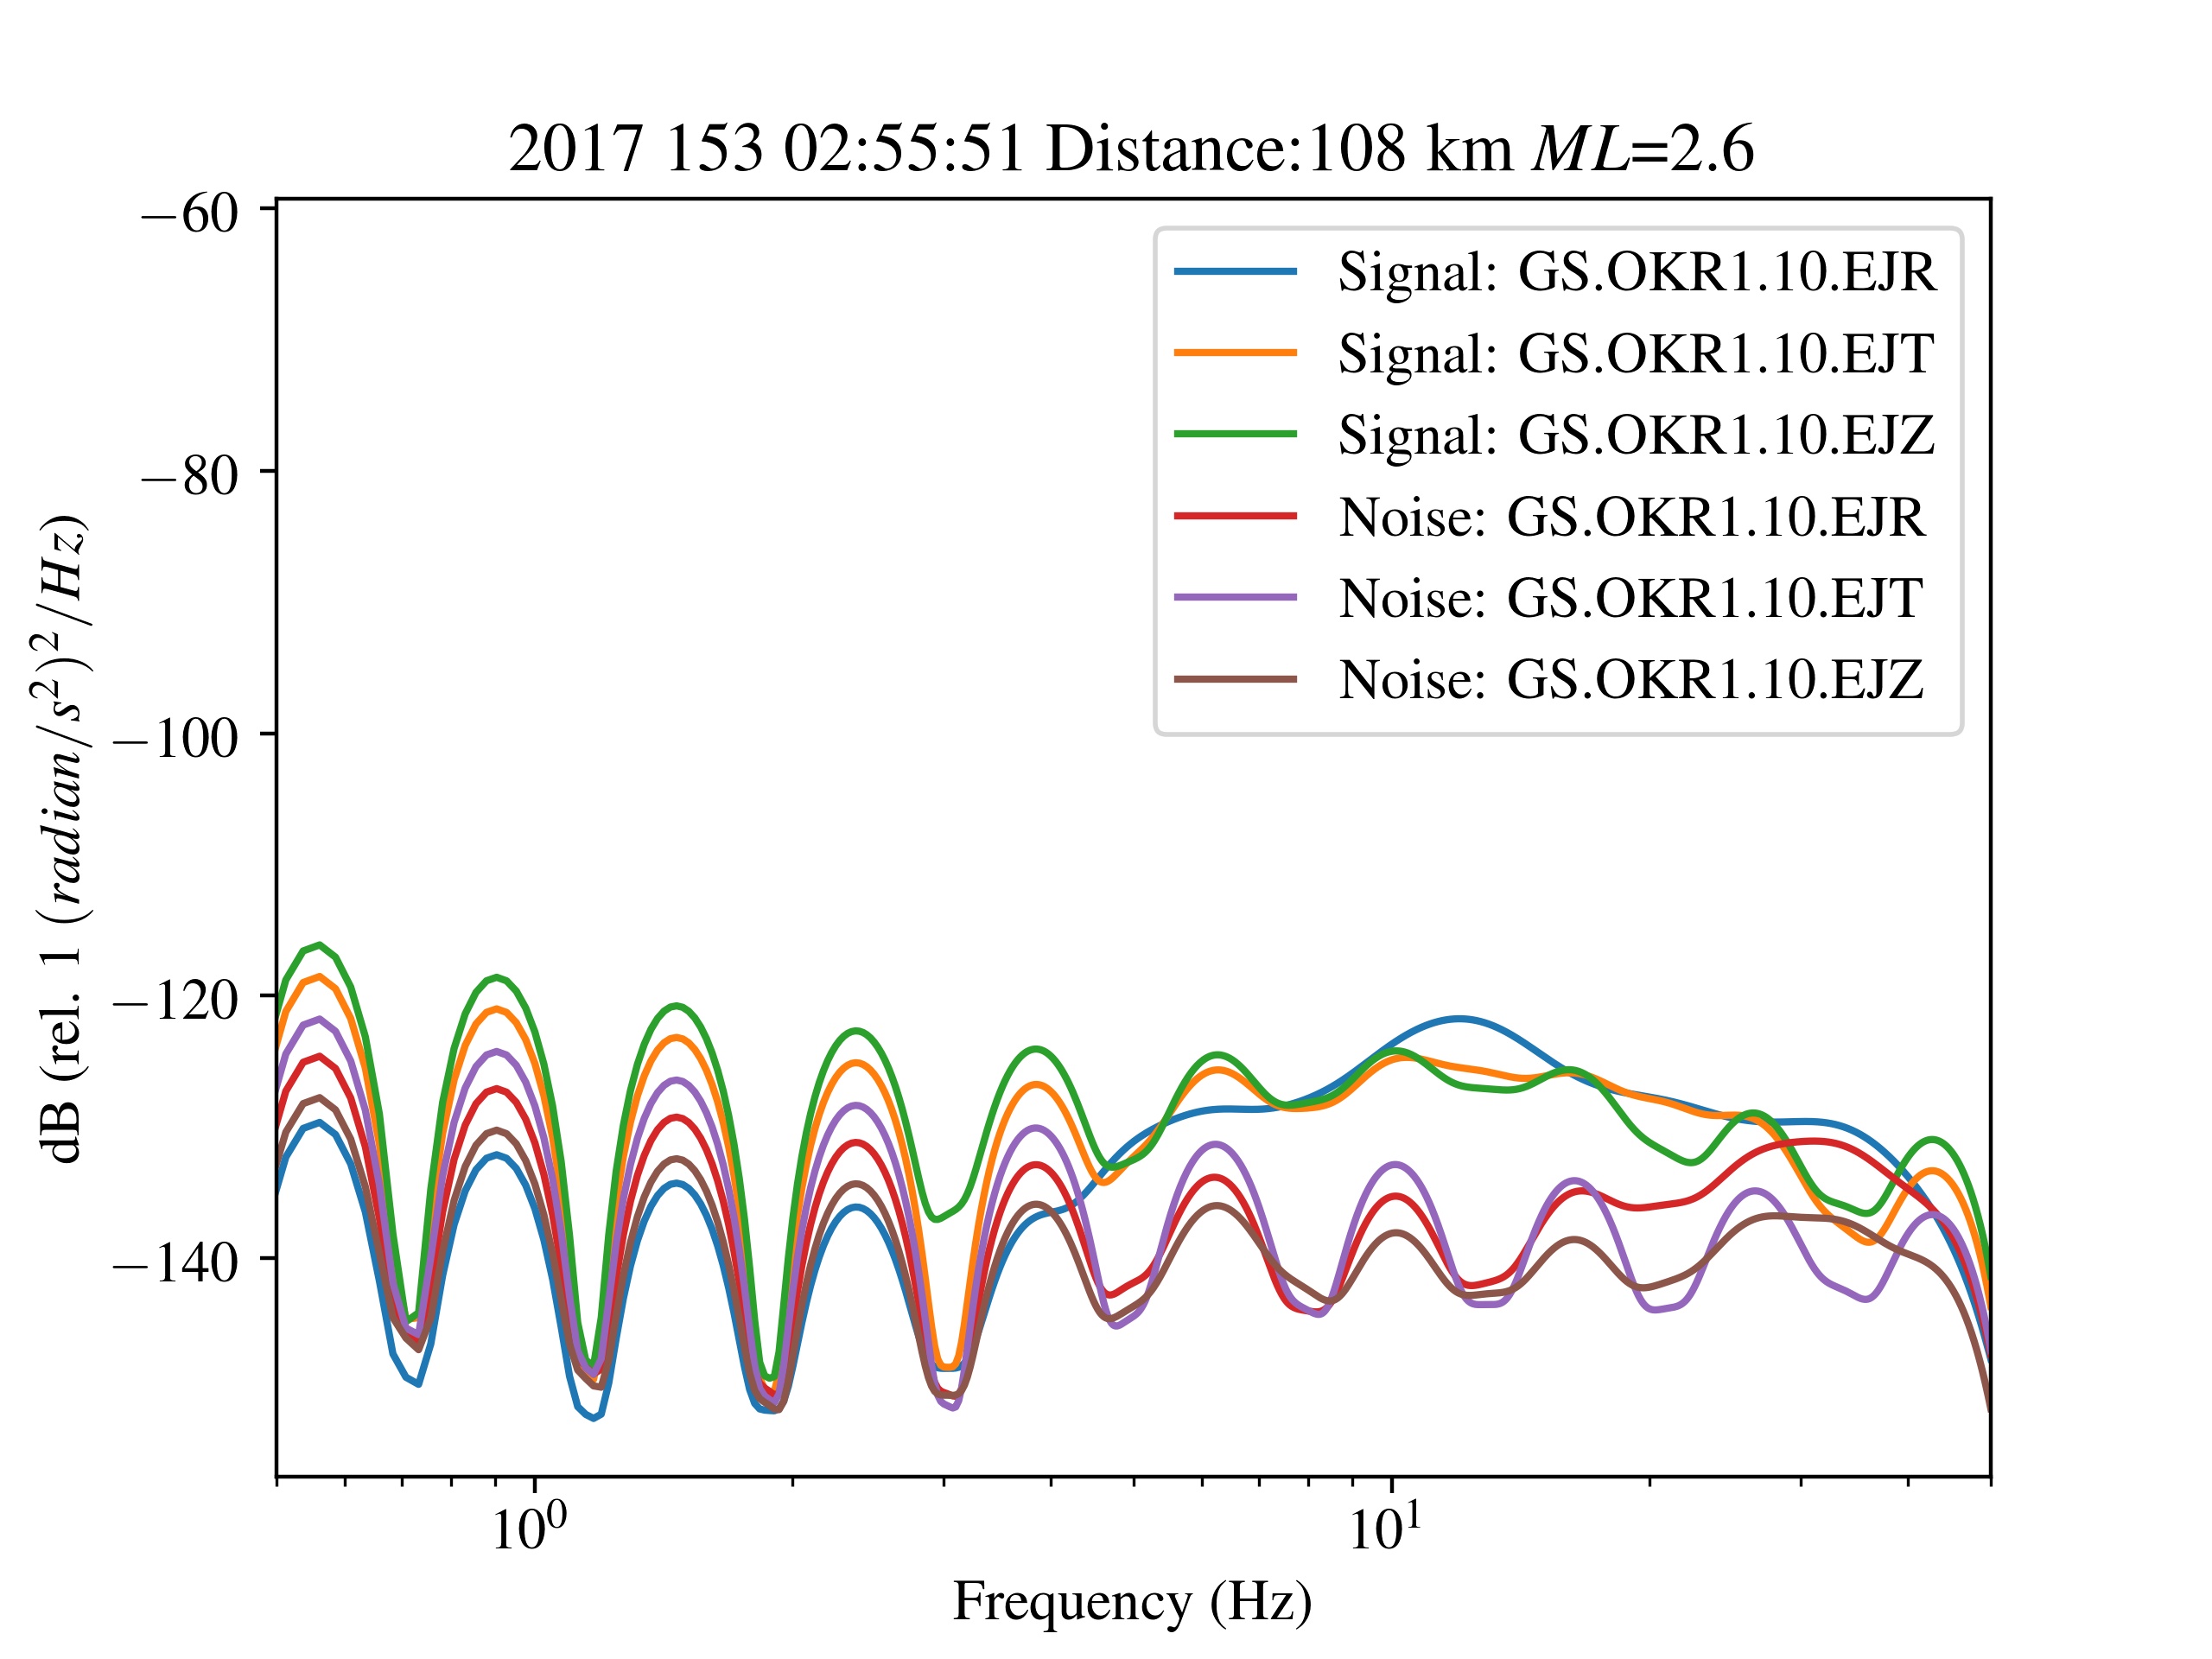 2017 153 02:55:51 Distance:108 km ML=2.6
dB (rel. 1 (radian/s²)²/Hz)
−60
−80
−100
−120
−140
Signal: GS.OKR1.10.EJR
Signal: GS.OKR1.10.EJT
Signal: GS.OKR1.10.EJZ
Noise: GS.OKR1.10.EJR
Noise: GS.OKR1.10.EJT
Noise: GS.OKR1.10.EJZ
10⁰ 10¹
Frequency (Hz)